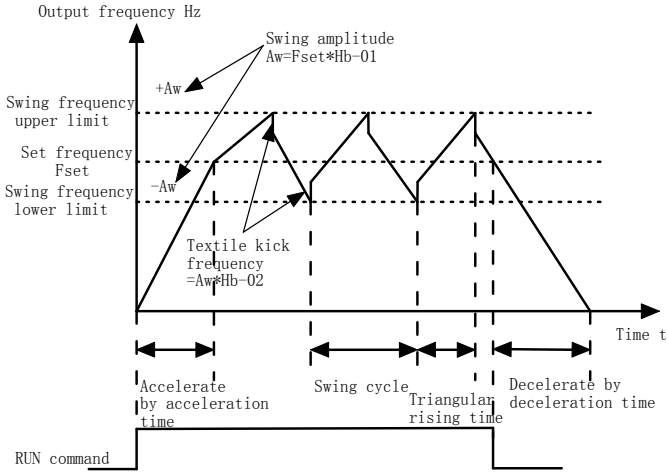 Output frequency Hz
Swing amplitude
Aw=Fset*Hb-01
+Aw
Swing frequency
upper limit
Set frequency
Fset
-Aw
Swing frequency
lower limit
Textile kick
frequency
=Aw*Hb-02
Time t
Accelerate
by acceleration
time
Swing cycle
Triangular
rising time
Decelerate by
deceleration time
RUN command